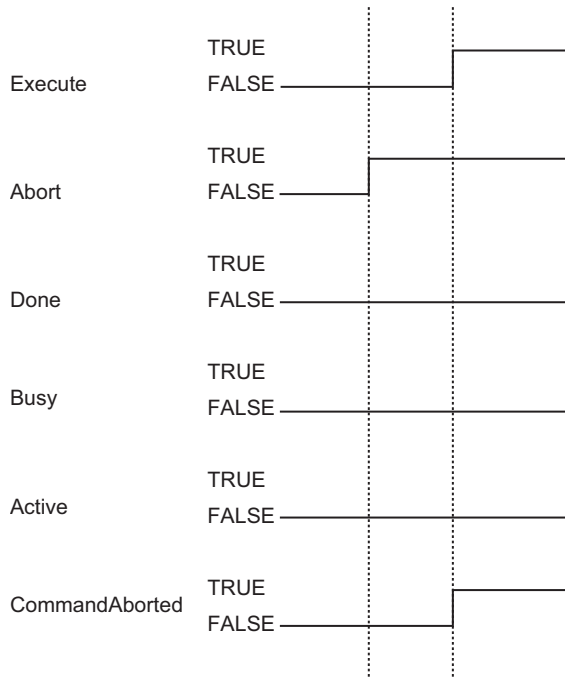 TRUE
Execute
FALSE
TRUE
Abort
FALSE
TRUE
Done
FALSE
TRUE
Busy
FALSE
TRUE
Active
FALSE
TRUE
CommandAborted
FALSE